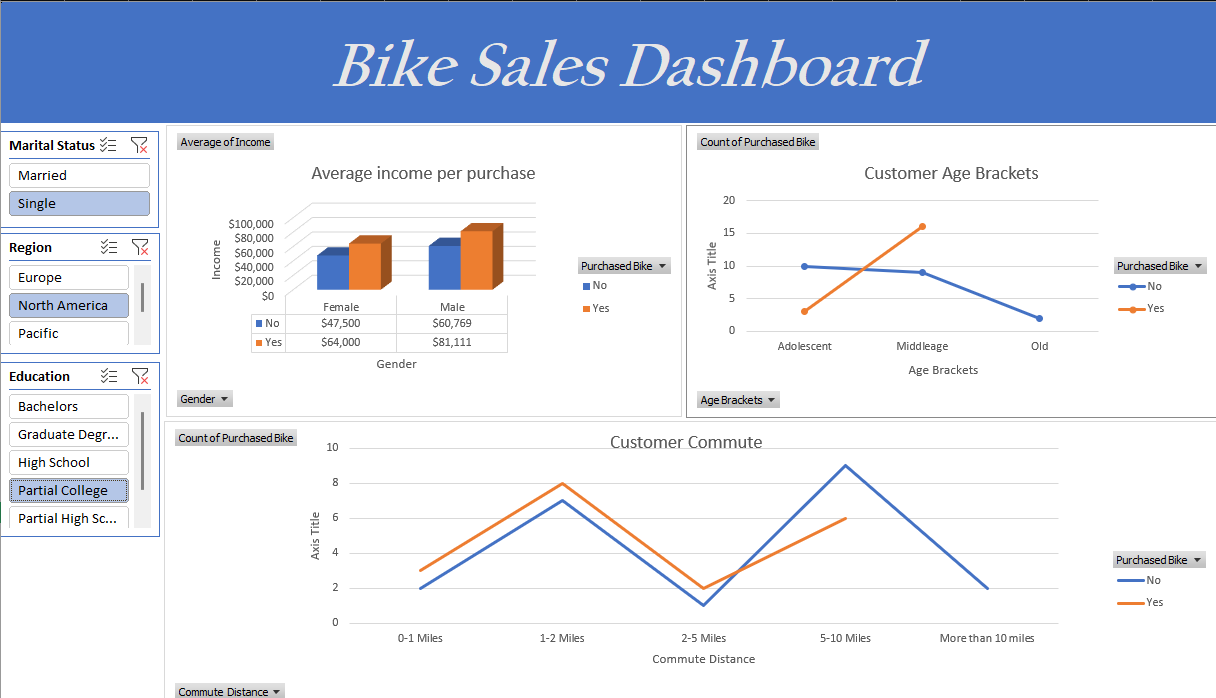 Bike Sales Dashboard
Marital Status
Married
Single
Region
Europe
North America
Pacific
Education
Bachelors
Graduate Degr...
High School
Partial College
Partial High Sc...
Average of Income
Average income per purchase
Income
$100,000
$80,000
$60,000
$40,000
$20,000
$0
Female Male
No $47,500 $60,769
Yes $64,000 $81,111
Gender
Purchased Bike
No
Yes
Gender
Count of Purchased Bike
Customer Age Brackets
Axis Title
20
15
10
5
0
Adolescent Middleage Old
Age Brackets
Purchased Bike
No
Yes
Age Brackets
Count of Purchased Bike
Customer Commute
Axis Title
10
8
6
4
2
0
0-1 Miles 1-2 Miles 2-5 Miles 5-10 Miles More than 10 miles
Commute Distance
Purchased Bike
No
Yes
Commute Distance